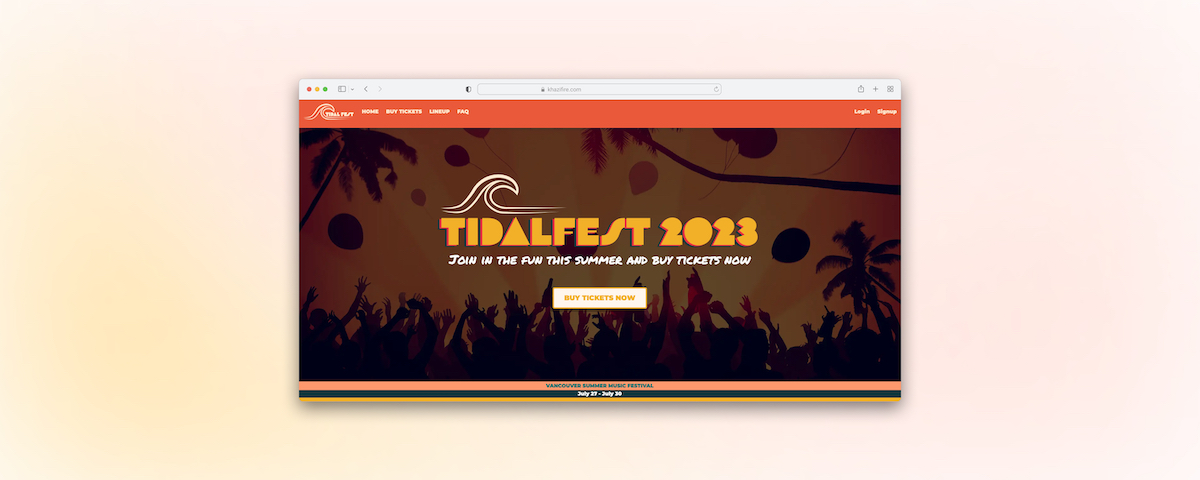 khazifire.com
TIDAL FEST
HOME
BUY TICKETS
LINEUP
FAQ
Login
Signup
TIDALFEST 2023
JOIN IN THE FUN THIS SUMMER AND BUY TICKETS NOW
BUY TICKETS NOW
VANCOUVER SUMMER MUSIC FESTIVAL
July 27 - July 30